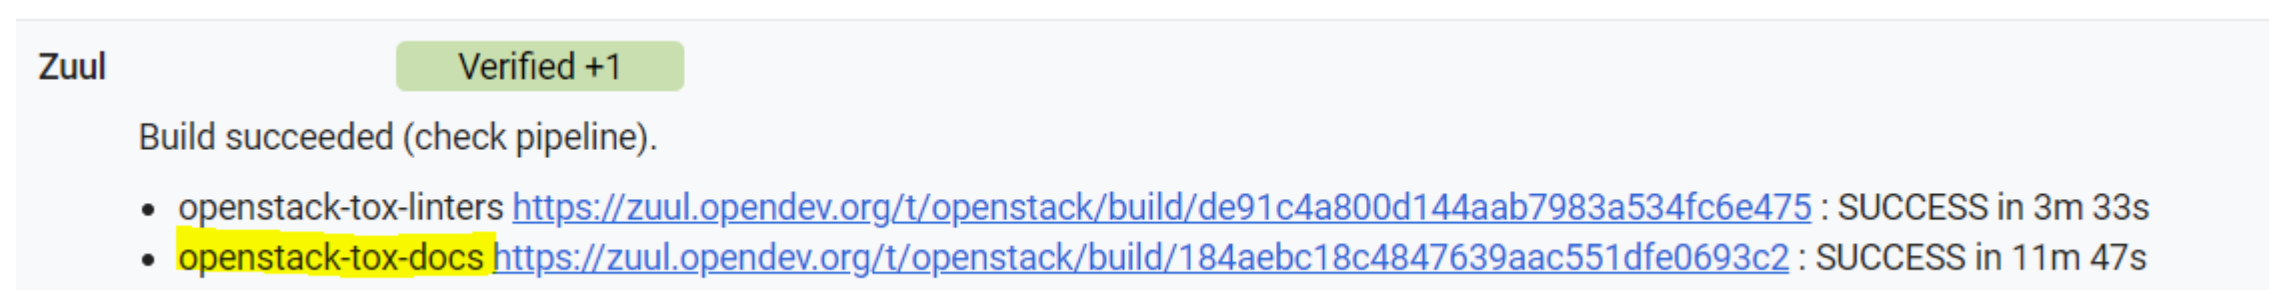 Zuul Verified +1
Build succeeded (check pipeline).
• openstack-tox-linters https://zuul.opendev.org/t/openstack/build/de91c4a800d144aab7983a534fc6e475 : SUCCESS in 3m 33s
• openstack-tox-docs https://zuul.opendev.org/t/openstack/build/184aebc18c4847639aac551dfe0693c2 : SUCCESS in 11m 47s